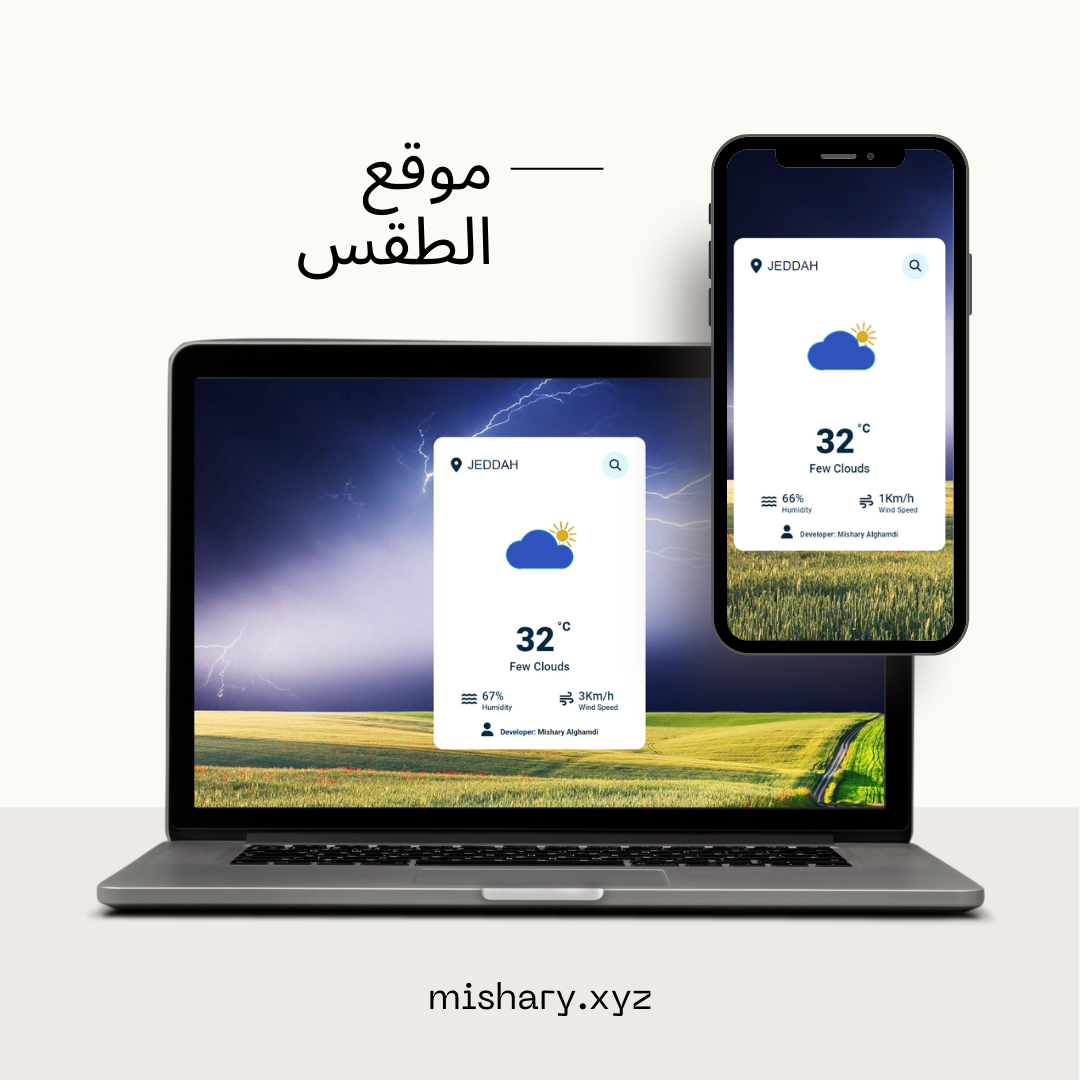 موقع
الطقس
JEDDAH
32 °C
Few Clouds
66%
Humidity
1Km/h
Wind Speed
Developer: Mishary Alghamdi
JEDDAH
32 °C
Few Clouds
67%
Humidity
3Km/h
Wind Speed
Developer: Mishary Alghamdi
mishary.xyz